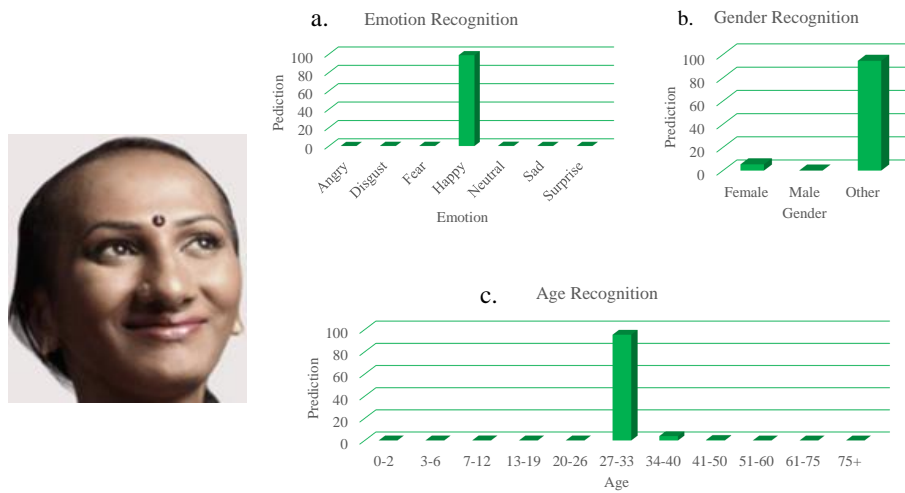 a. Emotion Recognition
100
80
60
40
20
0
Pediction
Angry
Disgust
Fear
Happy
Neutral
Sad
Surprise
Emotion
b. Gender Recognition
100
80
60
40
20
0
Prediction
Female Male Other
Gender
c. Age Recognition
100
80
60
40
20
0
Prediction
0-2 3-6 7-12 13-19 20-26 27-33 34-40 41-50 51-60 61-75 75+
Age